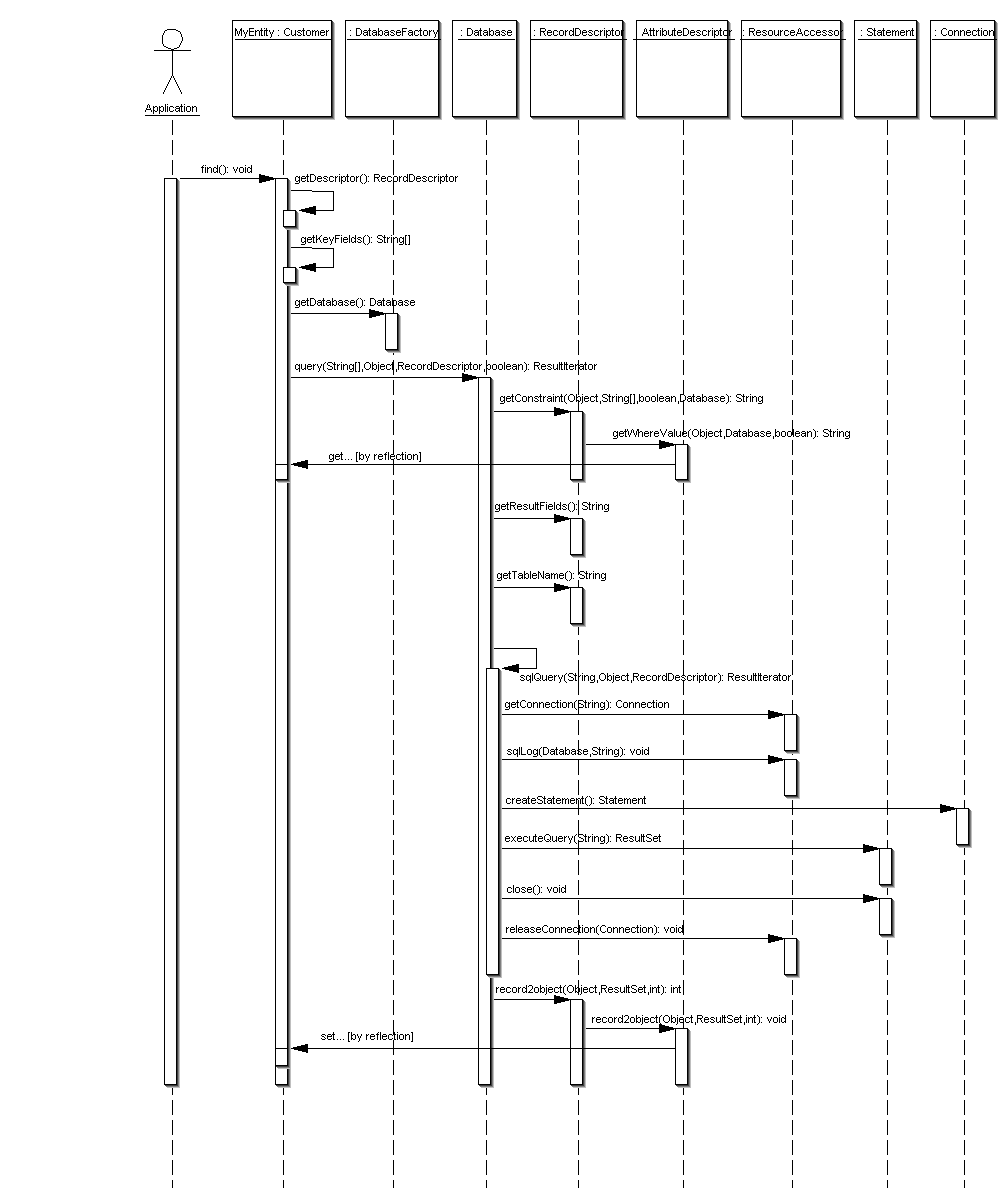 MyEntity : Customer
: DatabaseFactory
: Database
: RecordDescriptor
AttributeDescriptor
: ResourceAccessor
: Statement
: Connection
Application
find(): void
getDescriptor(): RecordDescriptor
getKeyFields(): String[]
getDatabase(): Database
query(String[],Object,RecordDescriptor,boolean): ResultIterator
getConstraint(Object,String[],boolean,Database): String
getWhereValue(Object,Database,boolean): String
get... [by reflection]
getResultFields(): String
getTableName(): String
sqlQuery(String,Object,RecordDescriptor): ResultIterator
getConnection(String): Connection
sqlLog(Database,String): void
createStatement(): Statement
executeQuery(String): ResultSet
close(): void
releaseConnection(Connection): void
record2object(Object,ResultSet,int): int
record2object(Object,ResultSet,int): void
set... [by reflection]